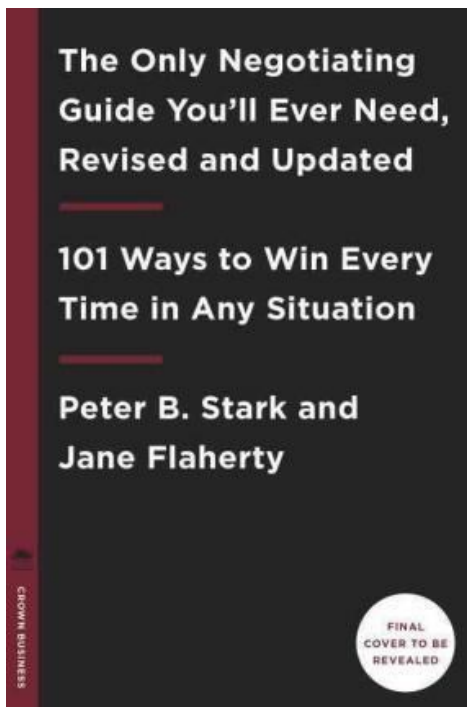 The Only Negotiating
Guide You'll Ever Need,
Revised and Updated
101 Ways to Win Every
Time in Any Situation
Peter B. Stark and
Jane Flaherty
CROWN BUSINESS
FINAL
COVER TO BE
REVEALED